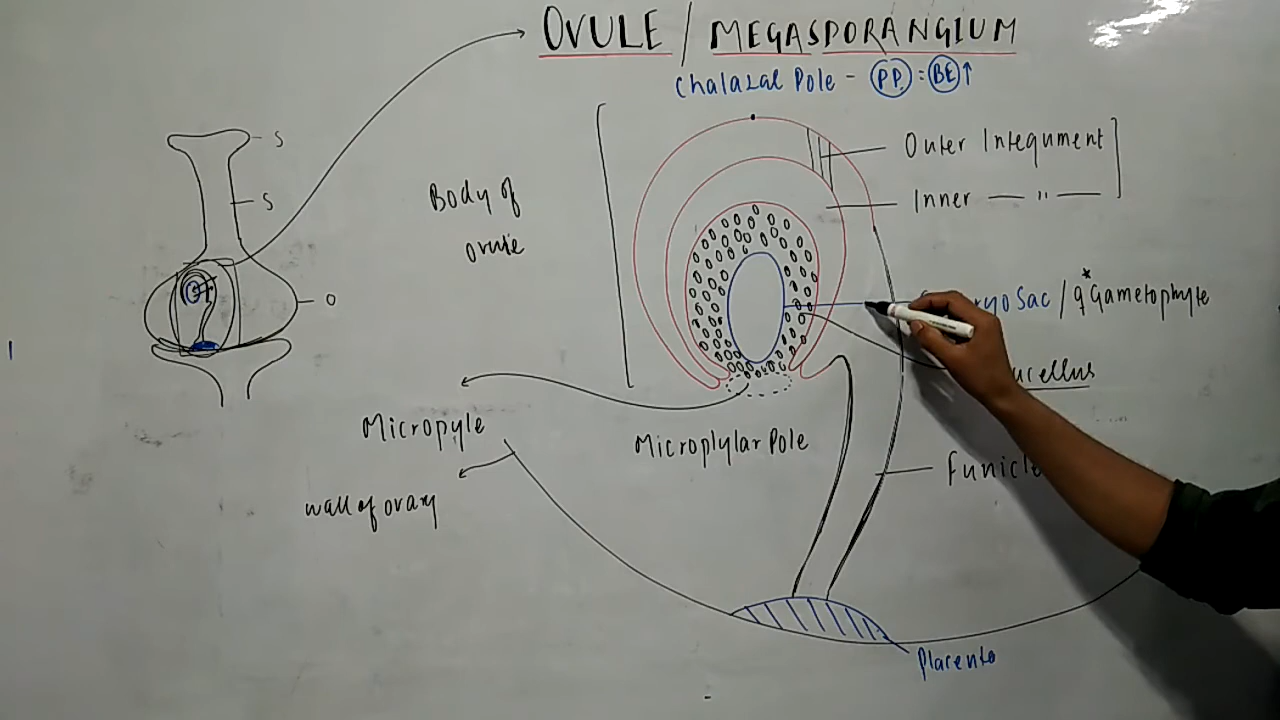 OVULE / MEGASPORANGIUM
Chalazal Pole - PP. = BE ↑
S
S
O
Body of
ovule
Outer Integument
Inner — " —
Sac / ♀ Gametophyte
*
Micropyle
Microplylar Pole
wall of ovary
Placenta